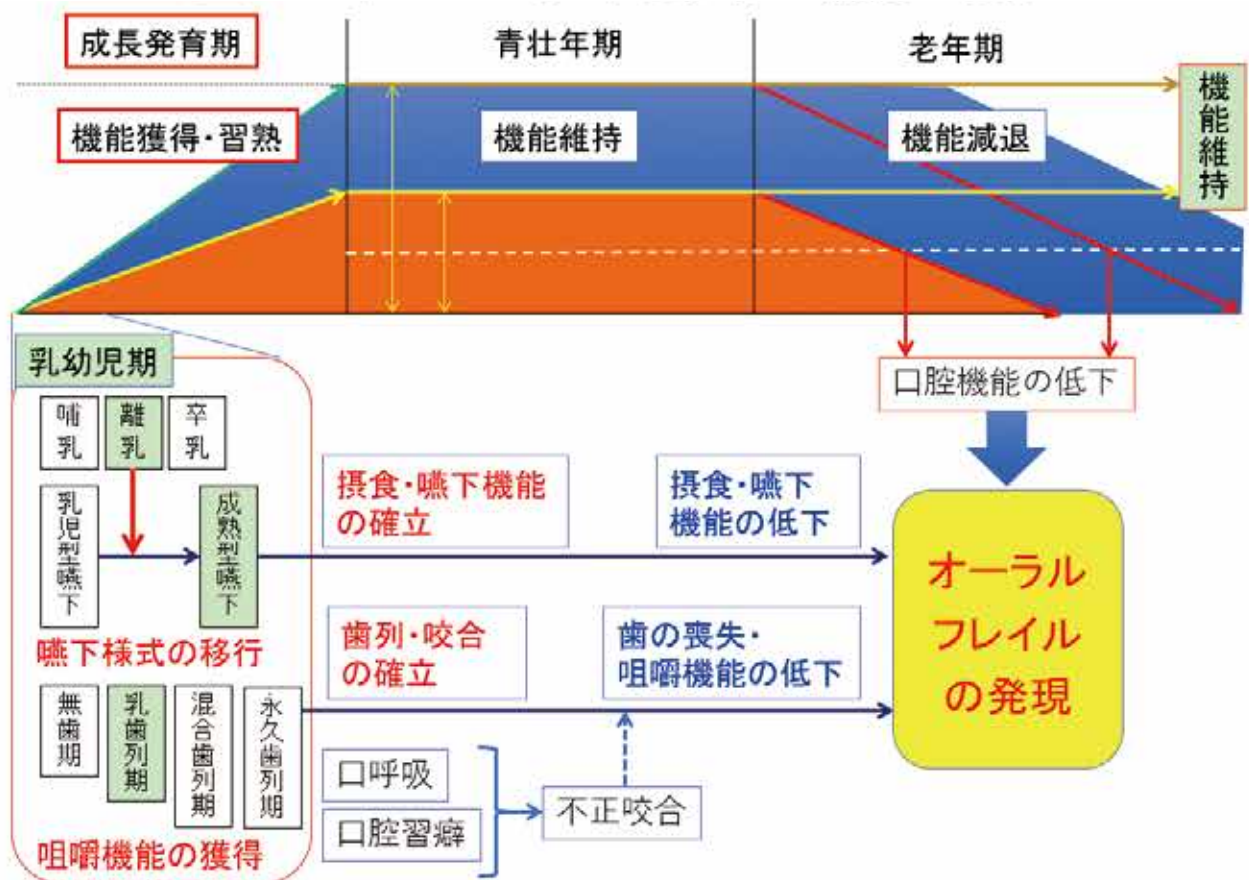 成長発育期
青壮年期
老年期
機能獲得・習熟
機能維持
機能減退
機能維持
口腔機能の低下
乳幼児期
哺乳
離乳
卒乳
乳児型嚥下
成熟型嚥下
嚥下様式の移行
摂食・嚥下機能
の確立
摂食・嚥下
機能の低下
オーラル
フレイル
の発現
歯列・咬合
の確立
歯の喪失・
咀嚼機能の低下
無歯期
乳歯列期
混合歯列期
永久歯列期
咀嚼機能の獲得
口呼吸
口腔習癖
不正咬合